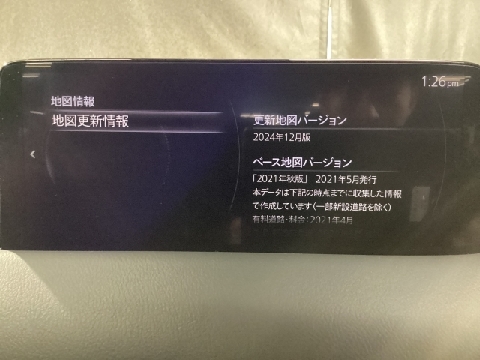 1:26 pm
地図情報
地図更新情報
更新地図バージョン
2024年12月版
ベース地図バージョン
「2021年秋版」 2021年5月発行
本データは下記の時点までに収集した情報
で作成しています(一部新設道路を除く)
有料道路・料金:2021年4月